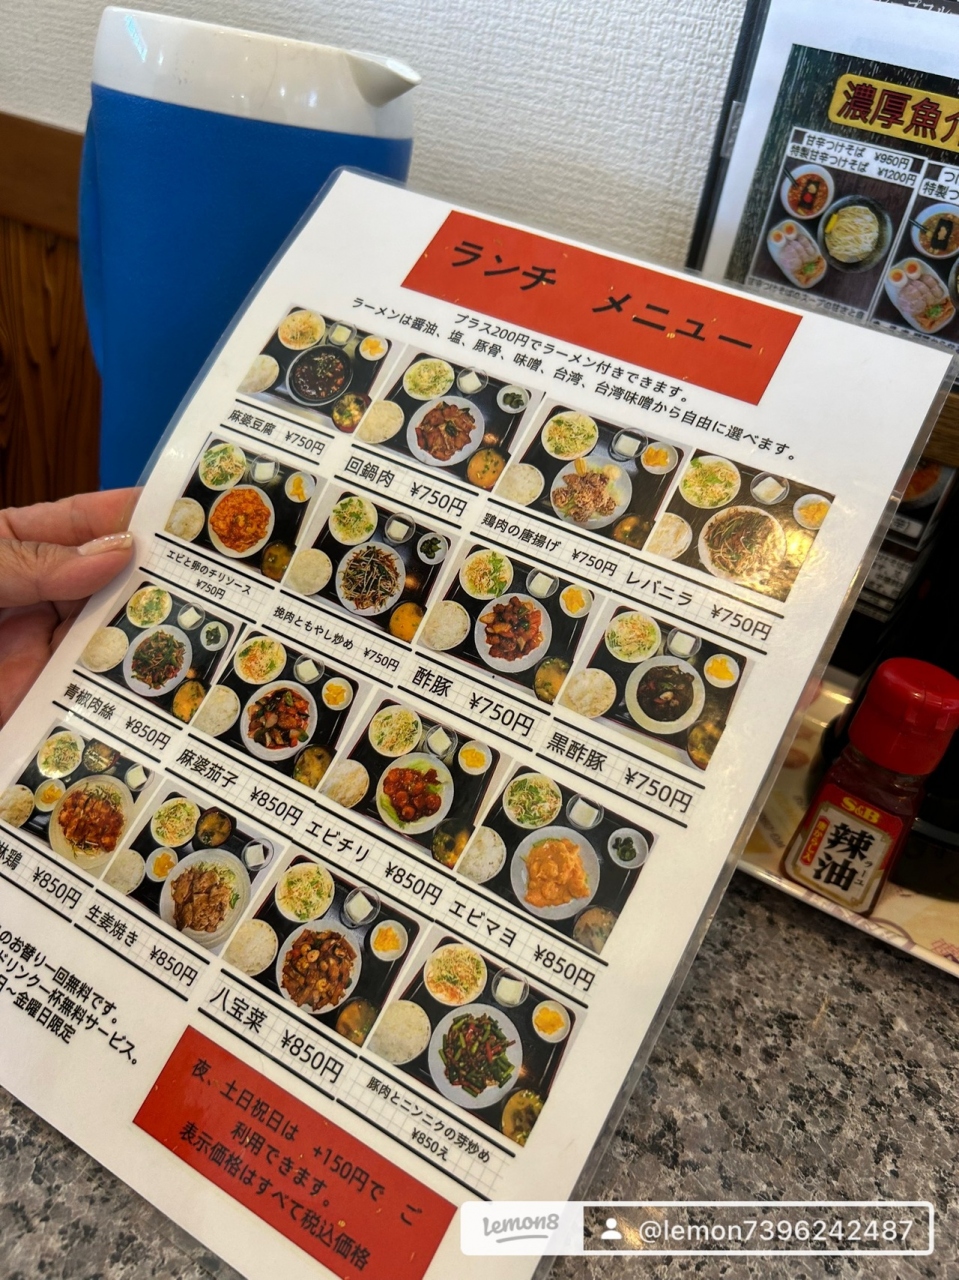 濃厚魚介
甘辛つけそば ¥950円
特製甘辛つけそば ¥1200円
特製つ
ランチ メニュー
プラス200円でラーメン付きできます。
ラーメンは醤油、塩、豚骨、味噌、台湾、台湾味噌から自由に選べます。
麻婆豆腐 ¥750円
回鍋肉 ¥750円
鶏肉の唐揚げ ¥750円
レバニラ ¥750円
エビと卵のチリソース
¥750円
挽肉ともやし炒め ¥750円
酢豚 ¥750円
黒酢豚 ¥750円
青椒肉絲 ¥850円
麻婆茄子 ¥850円
エビチリ ¥850円
エビマヨ ¥850円
鶏 ¥850円
生姜焼き ¥850円
八宝菜 ¥850円
豚肉とニンニクの芽炒め
¥850え
のお替り一回無料です。
ドリンク一杯無料サービス。
日～金曜日限定
夜、土日祝日は +150円で ご
利用できます。
表示価格はすべて税込価格
S&B
辣油
ラーユ
lemon8
@lemon7396242487